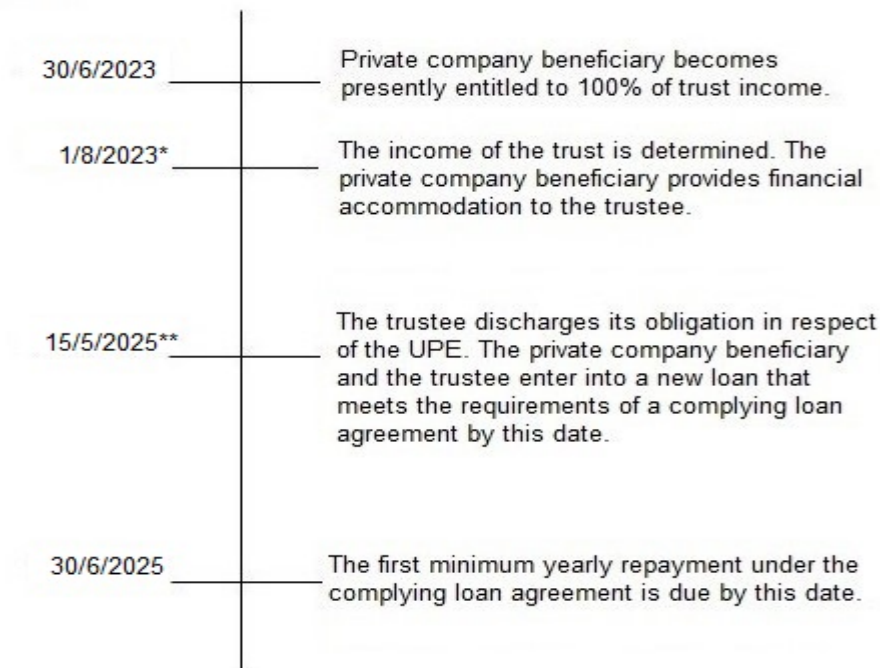 30/6/2023
Private company beneficiary becomes
presently entitled to 100% of trust income.
1/8/2023*
The income of the trust is determined. The
private company beneficiary provides financial
accommodation to the trustee.
15/5/2025**
The trustee discharges its obligation in respect
of the UPE. The private company beneficiary
and the trustee enter into a new loan that
meets the requirements of a complying loan
agreement by this date.
30/6/2025
The first minimum yearly repayment under the
complying loan agreement is due by this date.